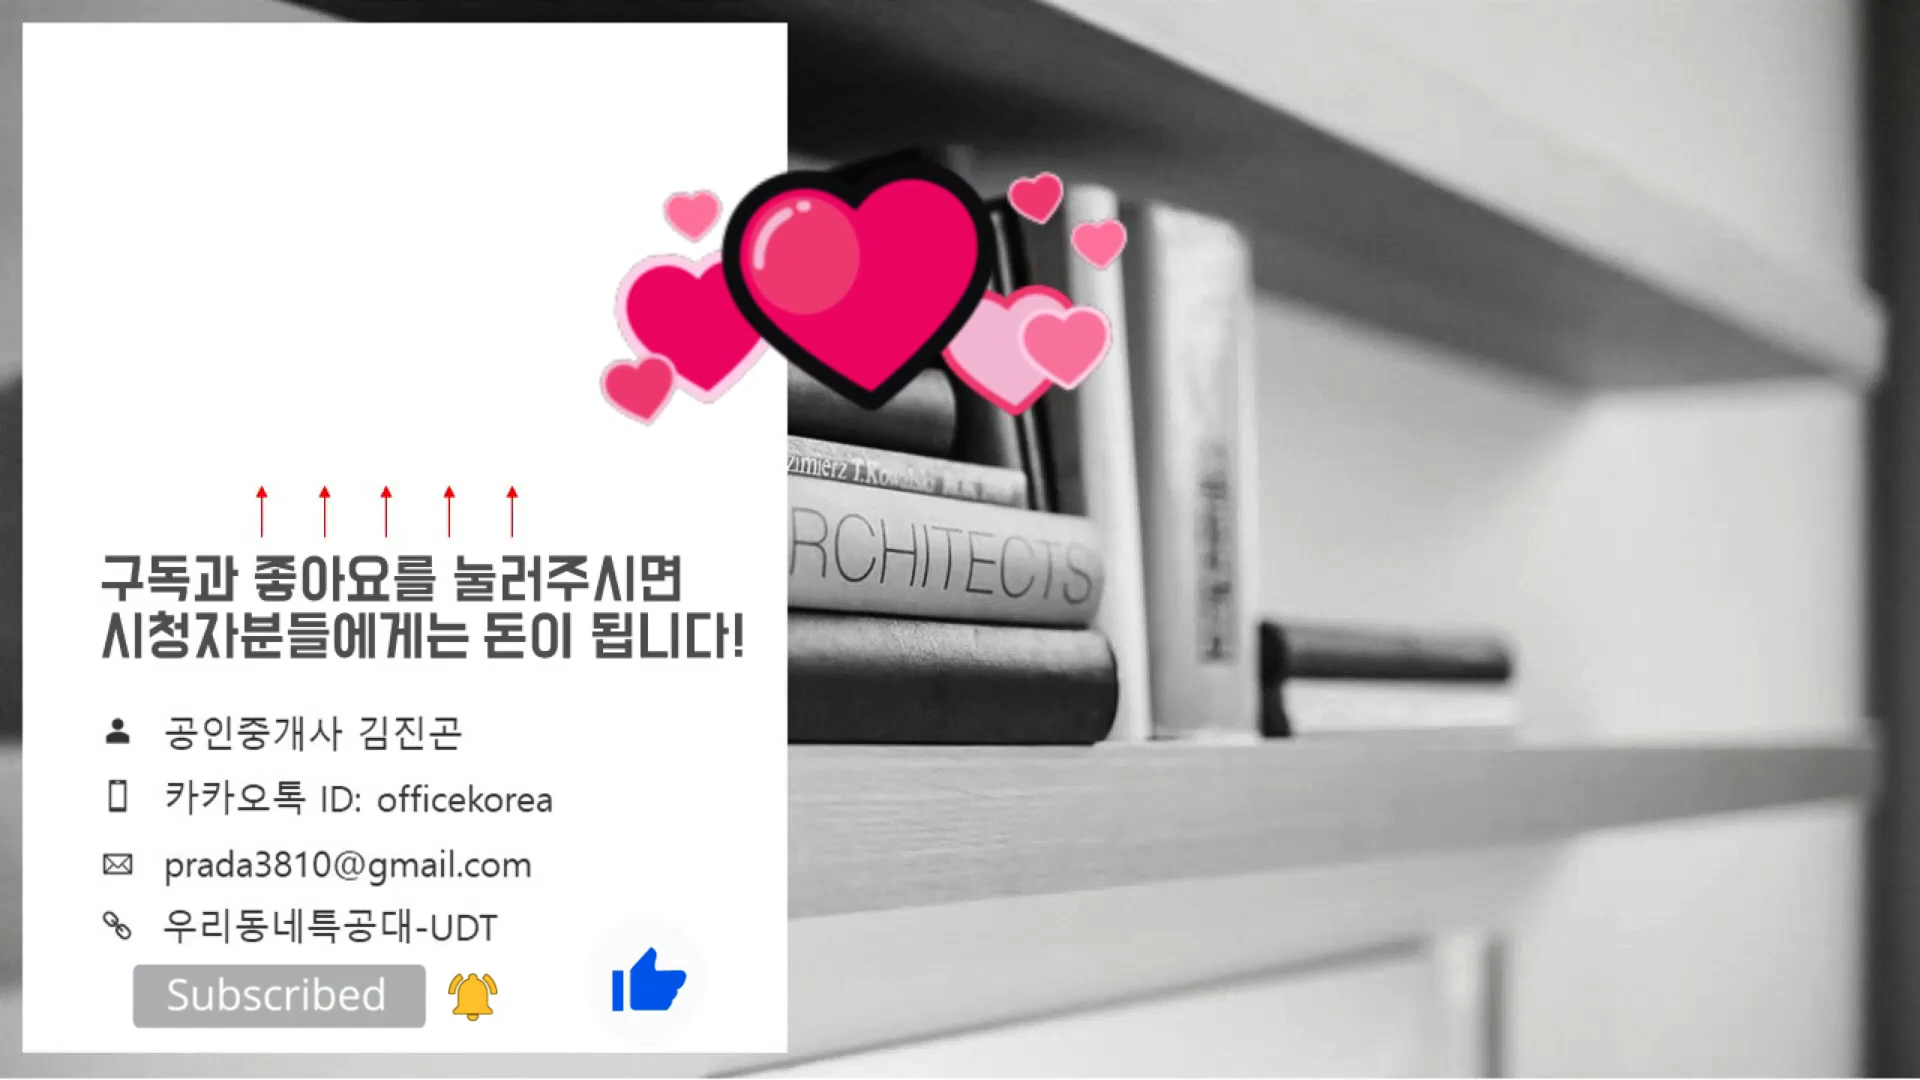 구독과 좋아요를 눌러주시면
시청자분들에게는 돈이 됩니다!
공인중개사 김진곤
카카오톡 ID: officekorea
prada3810@gmail.com
우리동네특공대-UDT
Subscribed
zimierz T.Kowalski
RCHITECTS